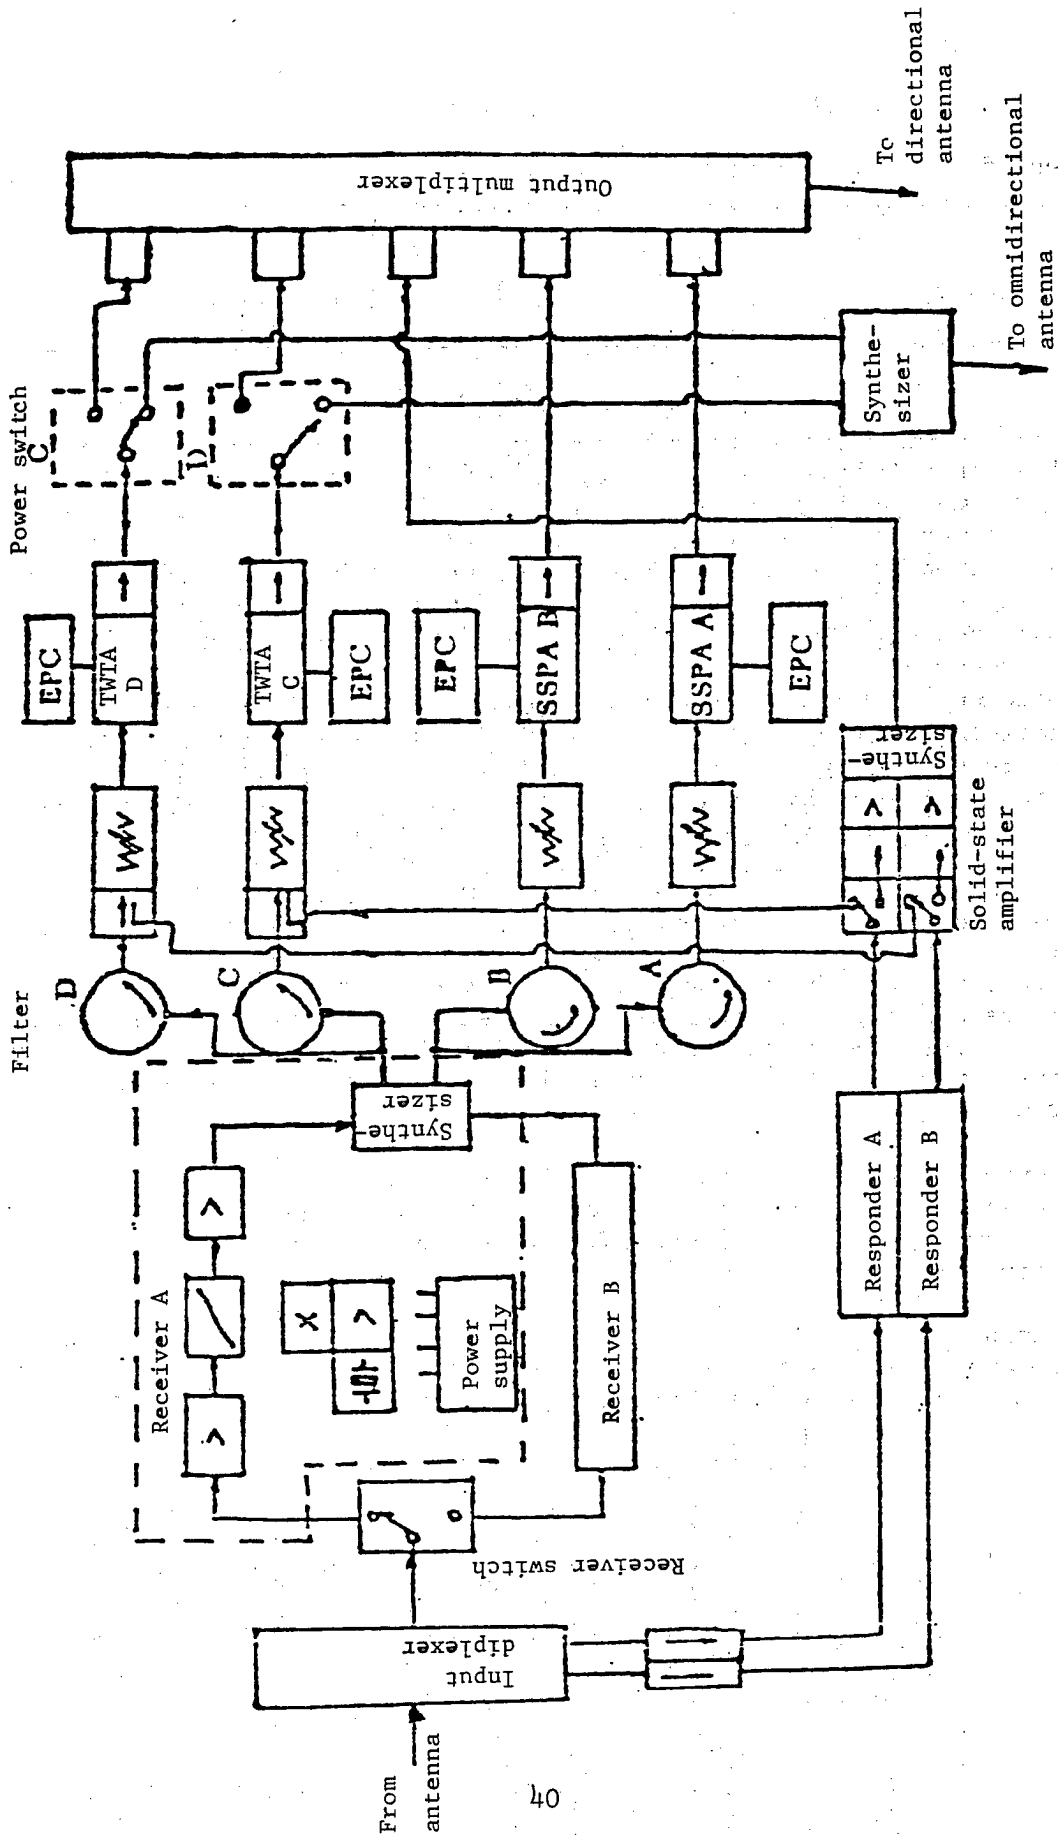 Filter
Power switch
C
D
From
antenna
Input
diplexer
Receiver switch
Receiver A
>
>
X
>
Power
supply
Receiver B
Synthe-
sizer
D
C
B
A
EPC
TWTA
D
TWTA
C
EPC
EPC
SSPA B
SSPA A
EPC
Output multiplexer
To
directional
antenna
Synthe-
sizer
To omnidirectional
antenna
Responder A
Responder B
>
>
Synthe-
sizer
Solid-state
amplifier
40